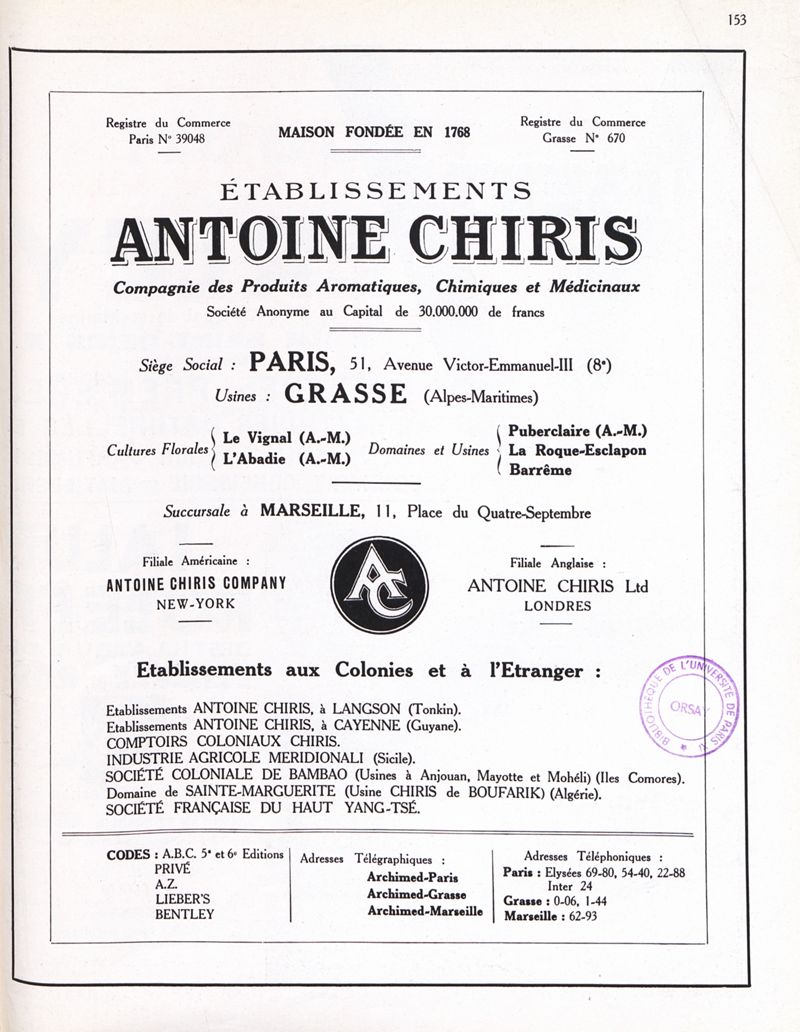 153
Registre du Commerce
Paris N° 39048
MAISON FONDÉE EN 1768
Registre du Commerce
Grasse N° 670
ÉTABLISSEMENTS
ANTOINE CHIRIS
Compagnie des Produits Aromatiques, Chimiques et Médicinaux
Société Anonyme au Capital de 30.000.000 de francs
Siège Social : PARIS, 51, Avenue Victor-Emmanuel-III (8e)
Usines : GRASSE (Alpes-Maritimes)
Cultures Florales
Le Vignal (A.-M.)
L'Abadie (A.-M.)
Domaines et Usines
Puberclaire (A.-M.)
La Roque-Esclapon
Barrême
Succursale à MARSEILLE, 11, Place du Quatre-Septembre
Filiale Américaine :
ANTOINE CHIRIS COMPANY
NEW-YORK
AC
Filiale Anglaise :
ANTOINE CHIRIS Ltd
LONDRES
Etablissements aux Colonies et à l'Etranger :
BIBLIOTHÈQUE DE L'UNIVERSITÉ DE PARIS XI
ORSAY
Etablissements ANTOINE CHIRIS, à LANGSON (Tonkin).
Etablissements ANTOINE CHIRIS, à CAYENNE (Guyane).
COMPTOIRS COLONIAUX CHIRIS.
INDUSTRIE AGRICOLE MERIDIONALI (Sicile).
SOCIÉTÉ COLONIALE DE BAMBAO (Usines à Anjouan, Mayotte et Mohéli) (Iles Comores).
Domaine de SAINTE-MARGUERITE (Usine CHIRIS de BOUFARIK) (Algérie).
SOCIÉTÉ FRANÇAISE DU HAUT YANG-TSÉ.
CODES : A.B.C. 5e et 6e Editions
PRIVÉ
A.Z.
LIEBER'S
BENTLEY
Adresses Télégraphiques :
Archimed-Paris
Archimed-Grasse
Archimed-Marseille
Adresses Téléphoniques :
Paris : Elysées 69-80, 54-40, 22-88
Inter 24
Grasse : 0-06, 1-44
Marseille : 62-93